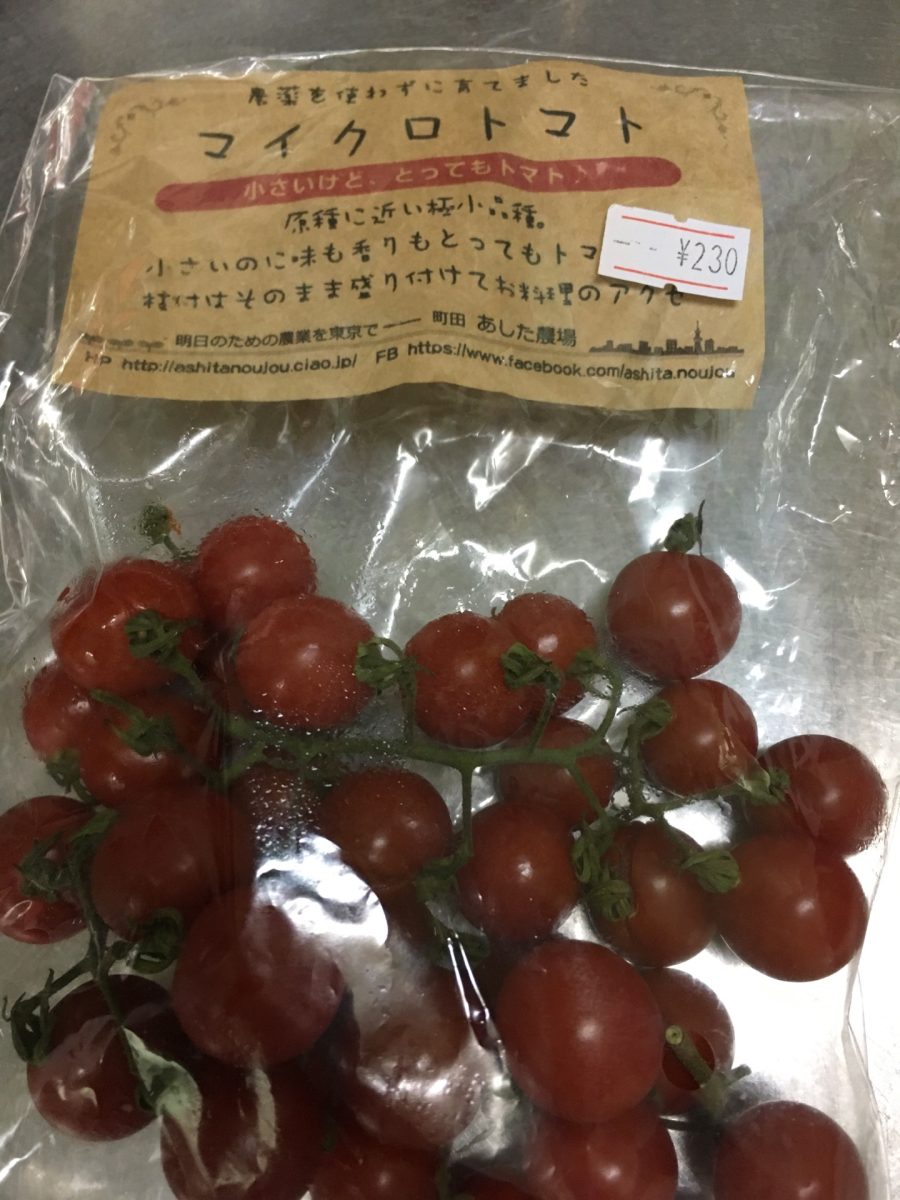 農薬を使わずに育てました
マイクロトマト
小さいけど、とってもトマト
原種に近い極小品種。
小さいのに味も香りもとってもトマ
枝付はそのまま盛り付けてお料理のアクセ
明日のための農業を東京で 町田 あした農場
HP http://ashitanoujou.ciao.jp/ FB https://www.facebook.com/ashita.noujou
¥230